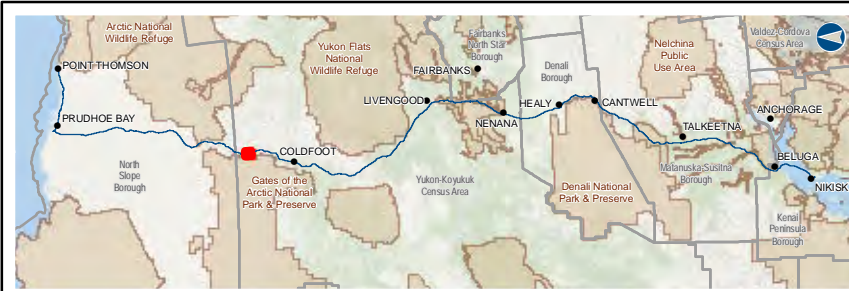 Arctic National
Wildlife Refuge
POINT THOMSON
PRUDHOE BAY
North
Slope
Borough
COLDFOOT
Gates of the
Arctic National
Park & Preserve
Yukon Flats
National
Wildlife Refuge
LIVENGOOD
Fairbanks
North Star
Borough
FAIRBANKS
NENANA
Yukon-Koyukuk
Census Area
Denali
Borough
HEALY
CANTWELL
Denali National
Park & Preserve
Nelchina
Public
Use Area
TALKEETNA
Matanuska-Susitna
Borough
Valdez-Cordova
Census Area
ANCHORAGE
BELUGA
NIKISK
Kenai
Peninsula
Borough